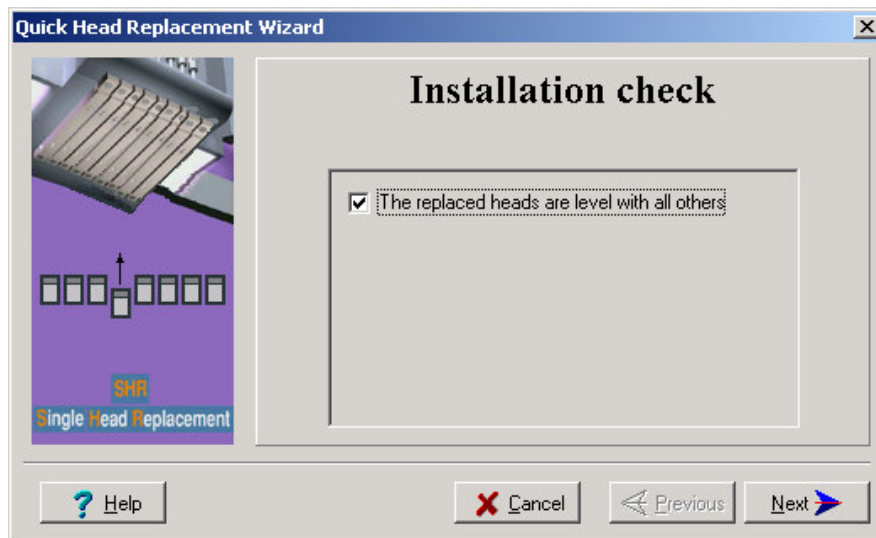 Quick Head Replacement Wizard
Installation check
The replaced heads are level with all others
SHR
Single Head Replacement
Help
Cancel
Previous
Next